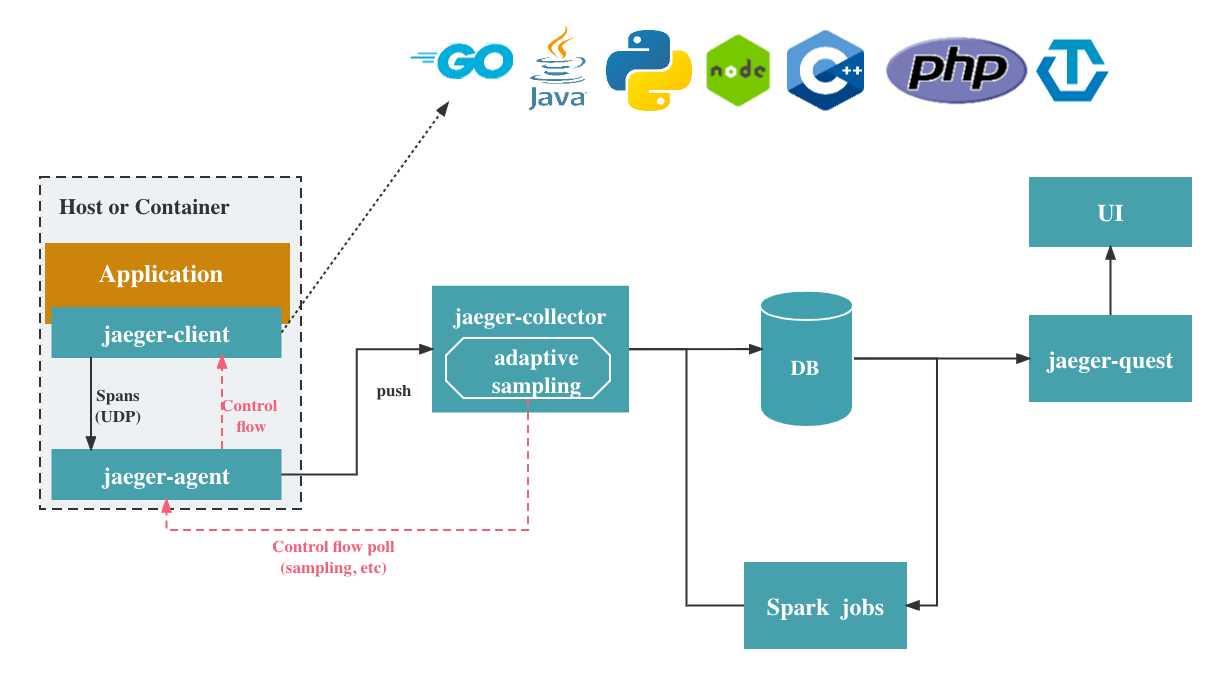 GO
Java
node
C++
php
Host or Container
Application
jaeger-client
Spans
(UDP)
Control
flow
jaeger-agent
push
Control flow poll
(sampling, etc)
jaeger-collector
adaptive
sampling
DB
Spark jobs
UI
jaeger-quest